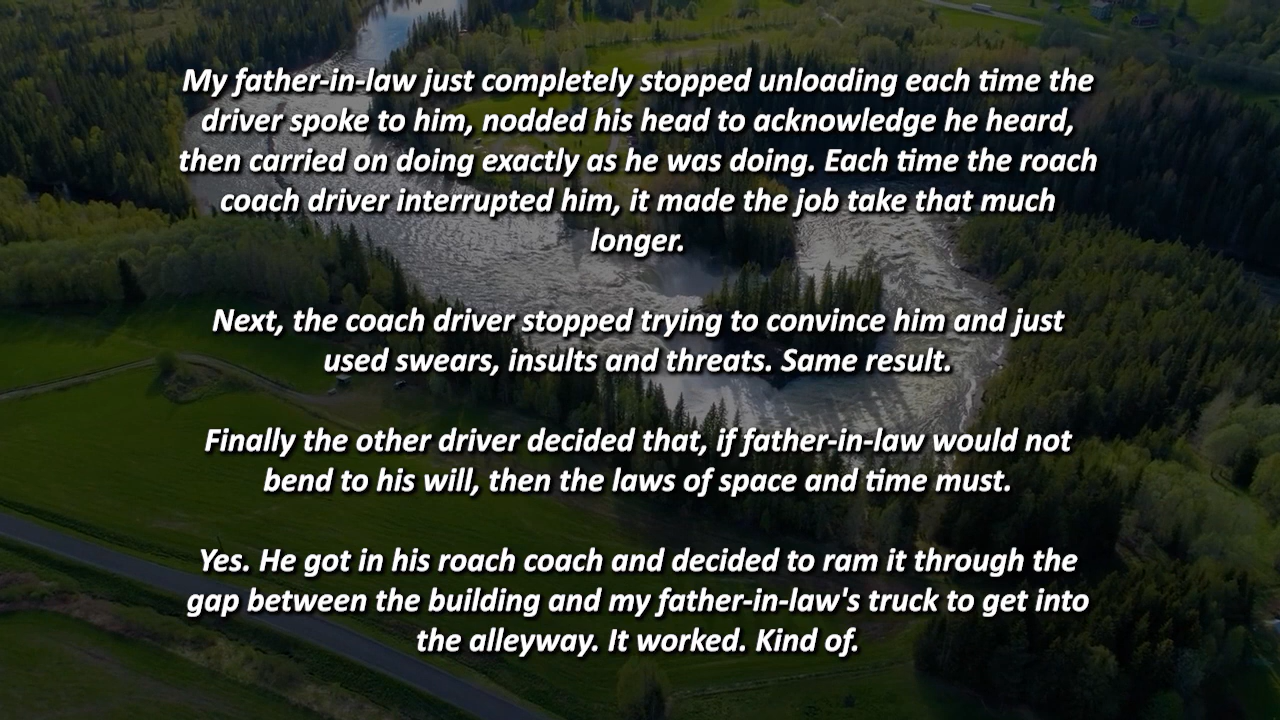 My father-in-law just completely stopped unloading each time the
driver spoke to him, nodded his head to acknowledge he heard,
then carried on doing exactly as he was doing. Each time the roach
coach driver interrupted him, it made the job take that much
longer.
Next, the coach driver stopped trying to convince him and just
used swears, insults and threats. Same result.
Finally the other driver decided that, if father-in-law would not
bend to his will, then the laws of space and time must.
Yes. He got in his roach coach and decided to ram it through the
gap between the building and my father-in-law's truck to get into
the alleyway. It worked. Kind of.